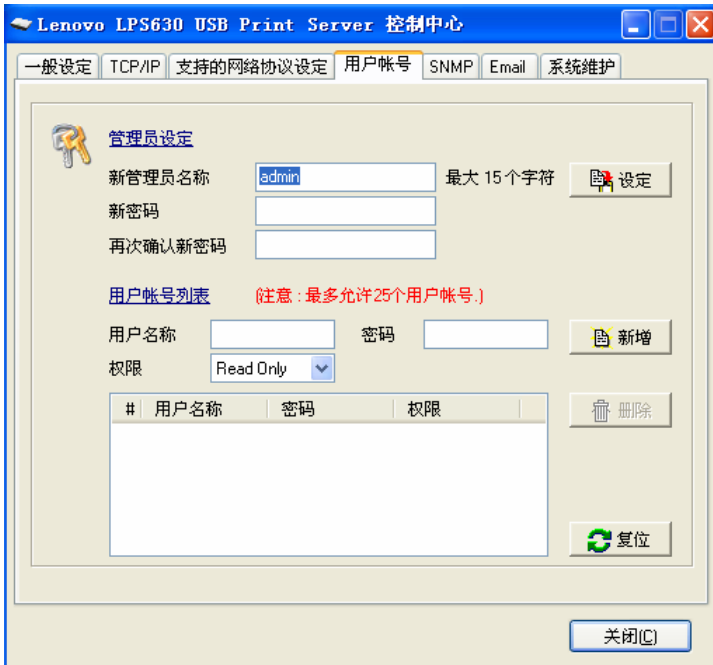 Lenovo LPS630 USB Print Server 控制中心
一般设定 TCP/IP 支持的网络协议设定 用户帐号 SNMP Email 系统维护
管理员设定
新管理员名称 admin 最大 15个字符 设定
新密码
再次确认新密码
用户帐号列表 (注意 : 最多允许25个用户帐号.)
用户名称 密码 新增
权限 Read Only
# 用户名称 密码 权限 删除
复位
关闭(C)